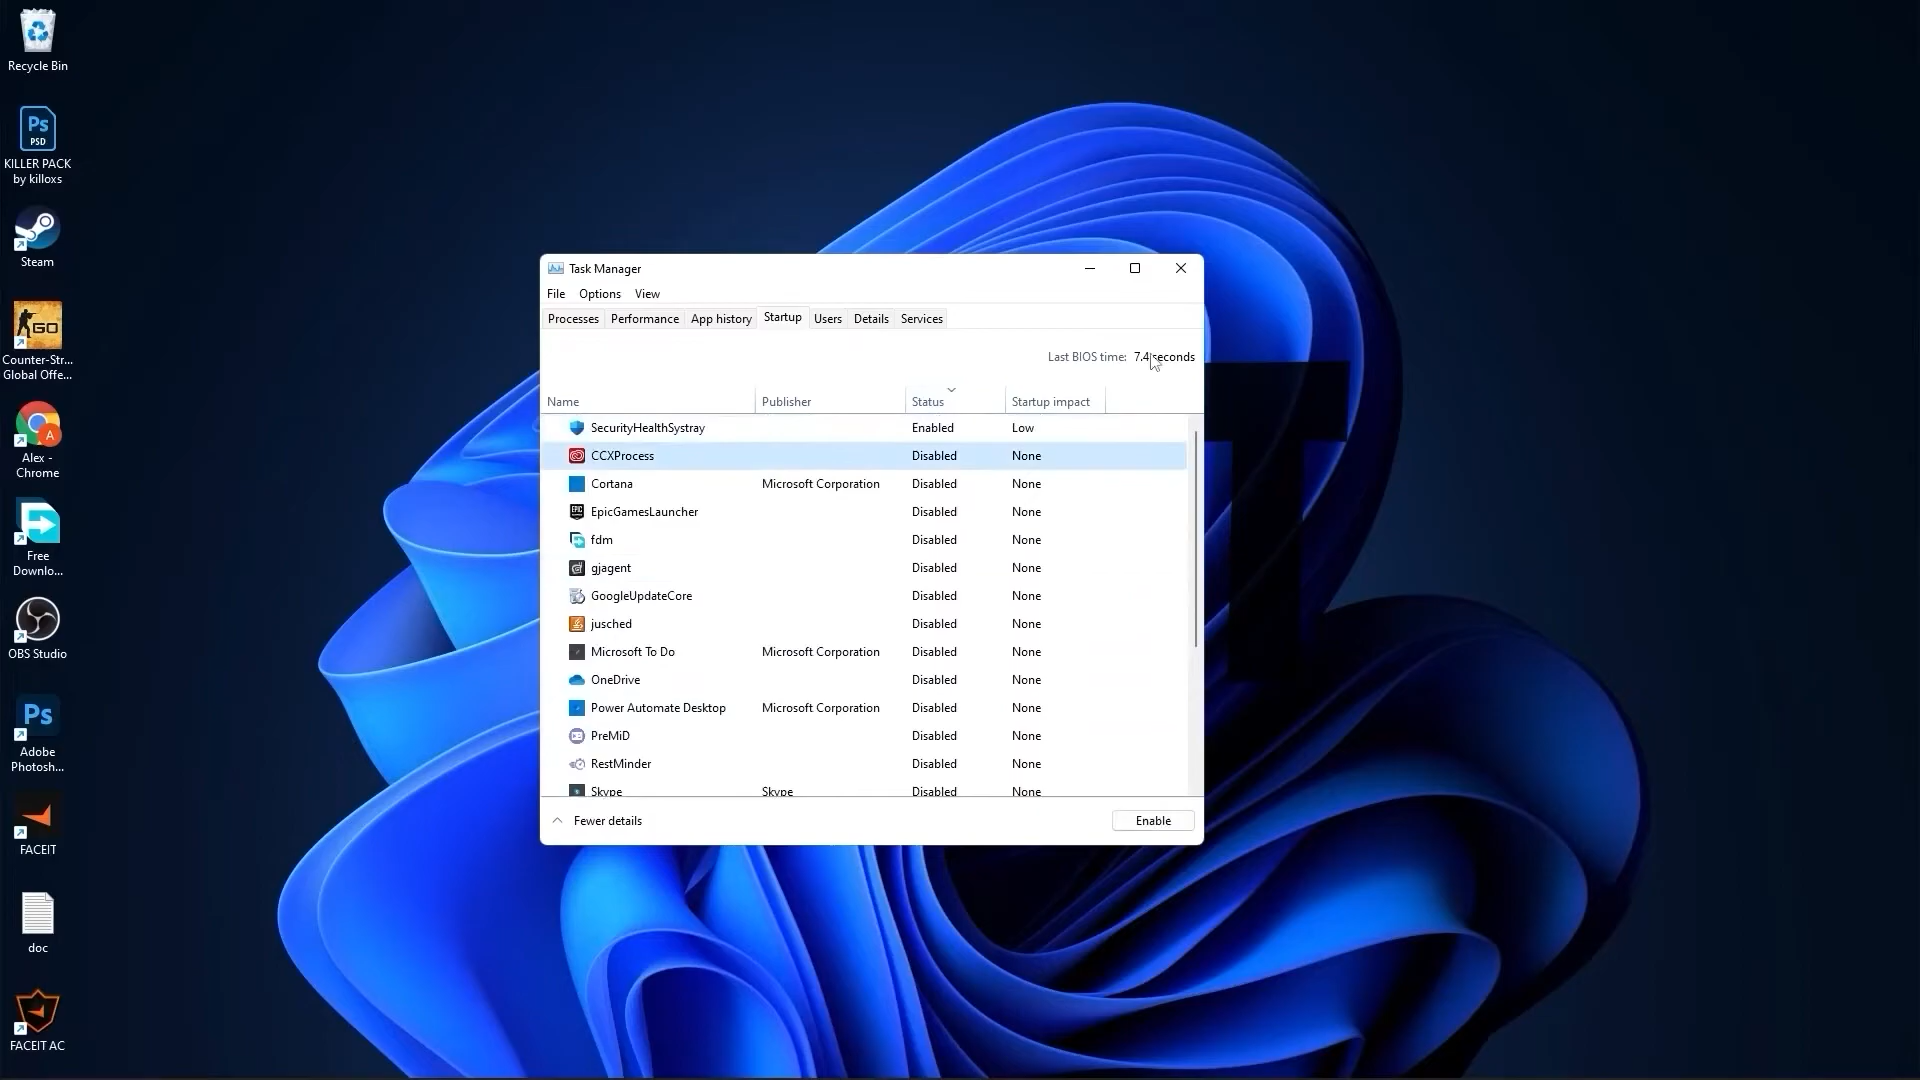 Recycle Bin
Ps
PSD
KILLER PACK
by killoxs
Steam
GO
Counter-Str...
Global Offe...
A
Alex -
Chrome
Free
Downlo...
OBS Studio
Ps
Adobe
Photosh...
FACEIT
doc
FACEIT AC
Task Manager
File Options View
Processes Performance App history Startup Users Details Services
Last BIOS time: 7.4 seconds
Name Publisher Status Startup impact
SecurityHealthSystray Enabled Low
CCXProcess Disabled None
Cortana Microsoft Corporation Disabled None
EPIC EpicGamesLauncher Disabled None
fdm Disabled None
gjagent Disabled None
GoogleUpdateCore Disabled None
jusched Disabled None
Microsoft To Do Microsoft Corporation Disabled None
OneDrive Disabled None
Power Automate Desktop Microsoft Corporation Disabled None
PreMiD Disabled None
RestMinder Disabled None
Skype Skype Disabled None
Fewer details Enable